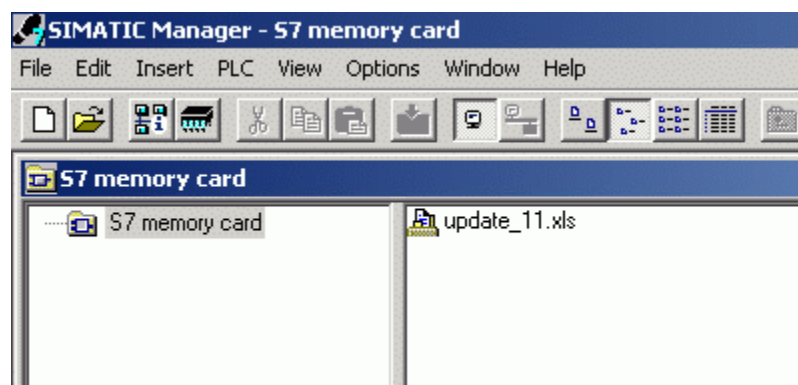 SIMATIC Manager - S7 memory card
File Edit Insert PLC View Options Window Help
S7 memory card
S7 memory card
update_11.xls